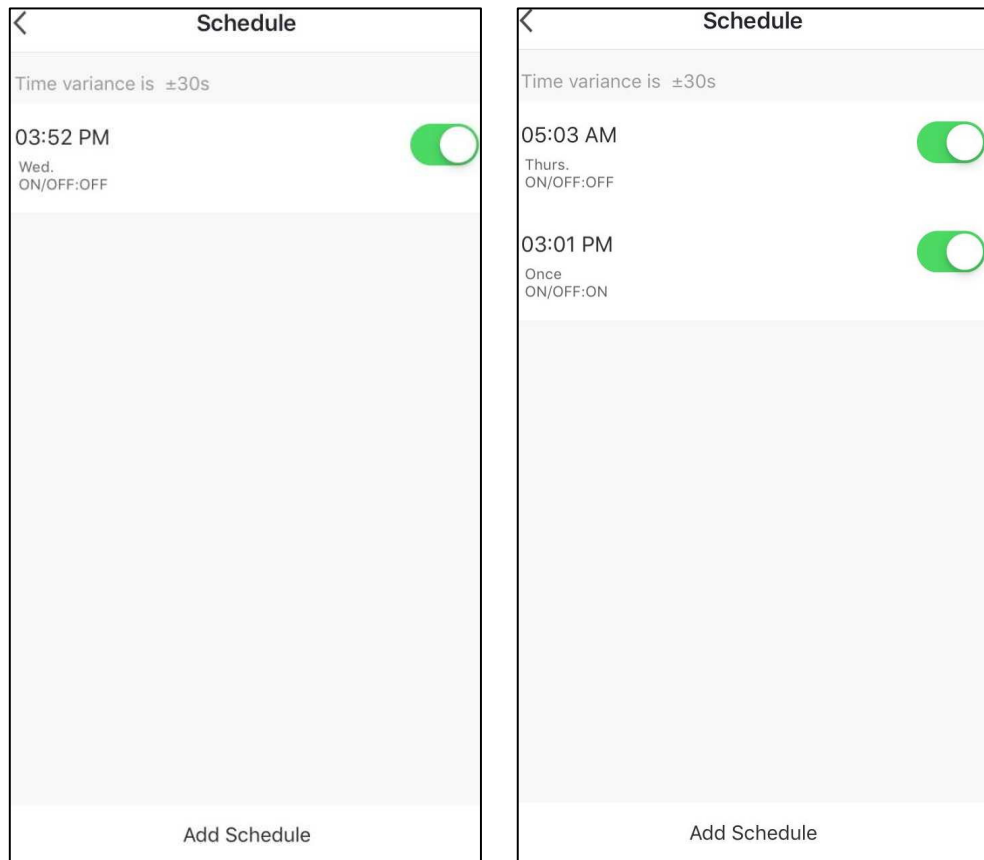 Schedule
Time variance is ±30s
03:52 PM
Wed.
ON/OFF:OFF
Add Schedule
Schedule
Time variance is ±30s
05:03 AM
Thurs.
ON/OFF:OFF
03:01 PM
Once
ON/OFF:ON
Add Schedule